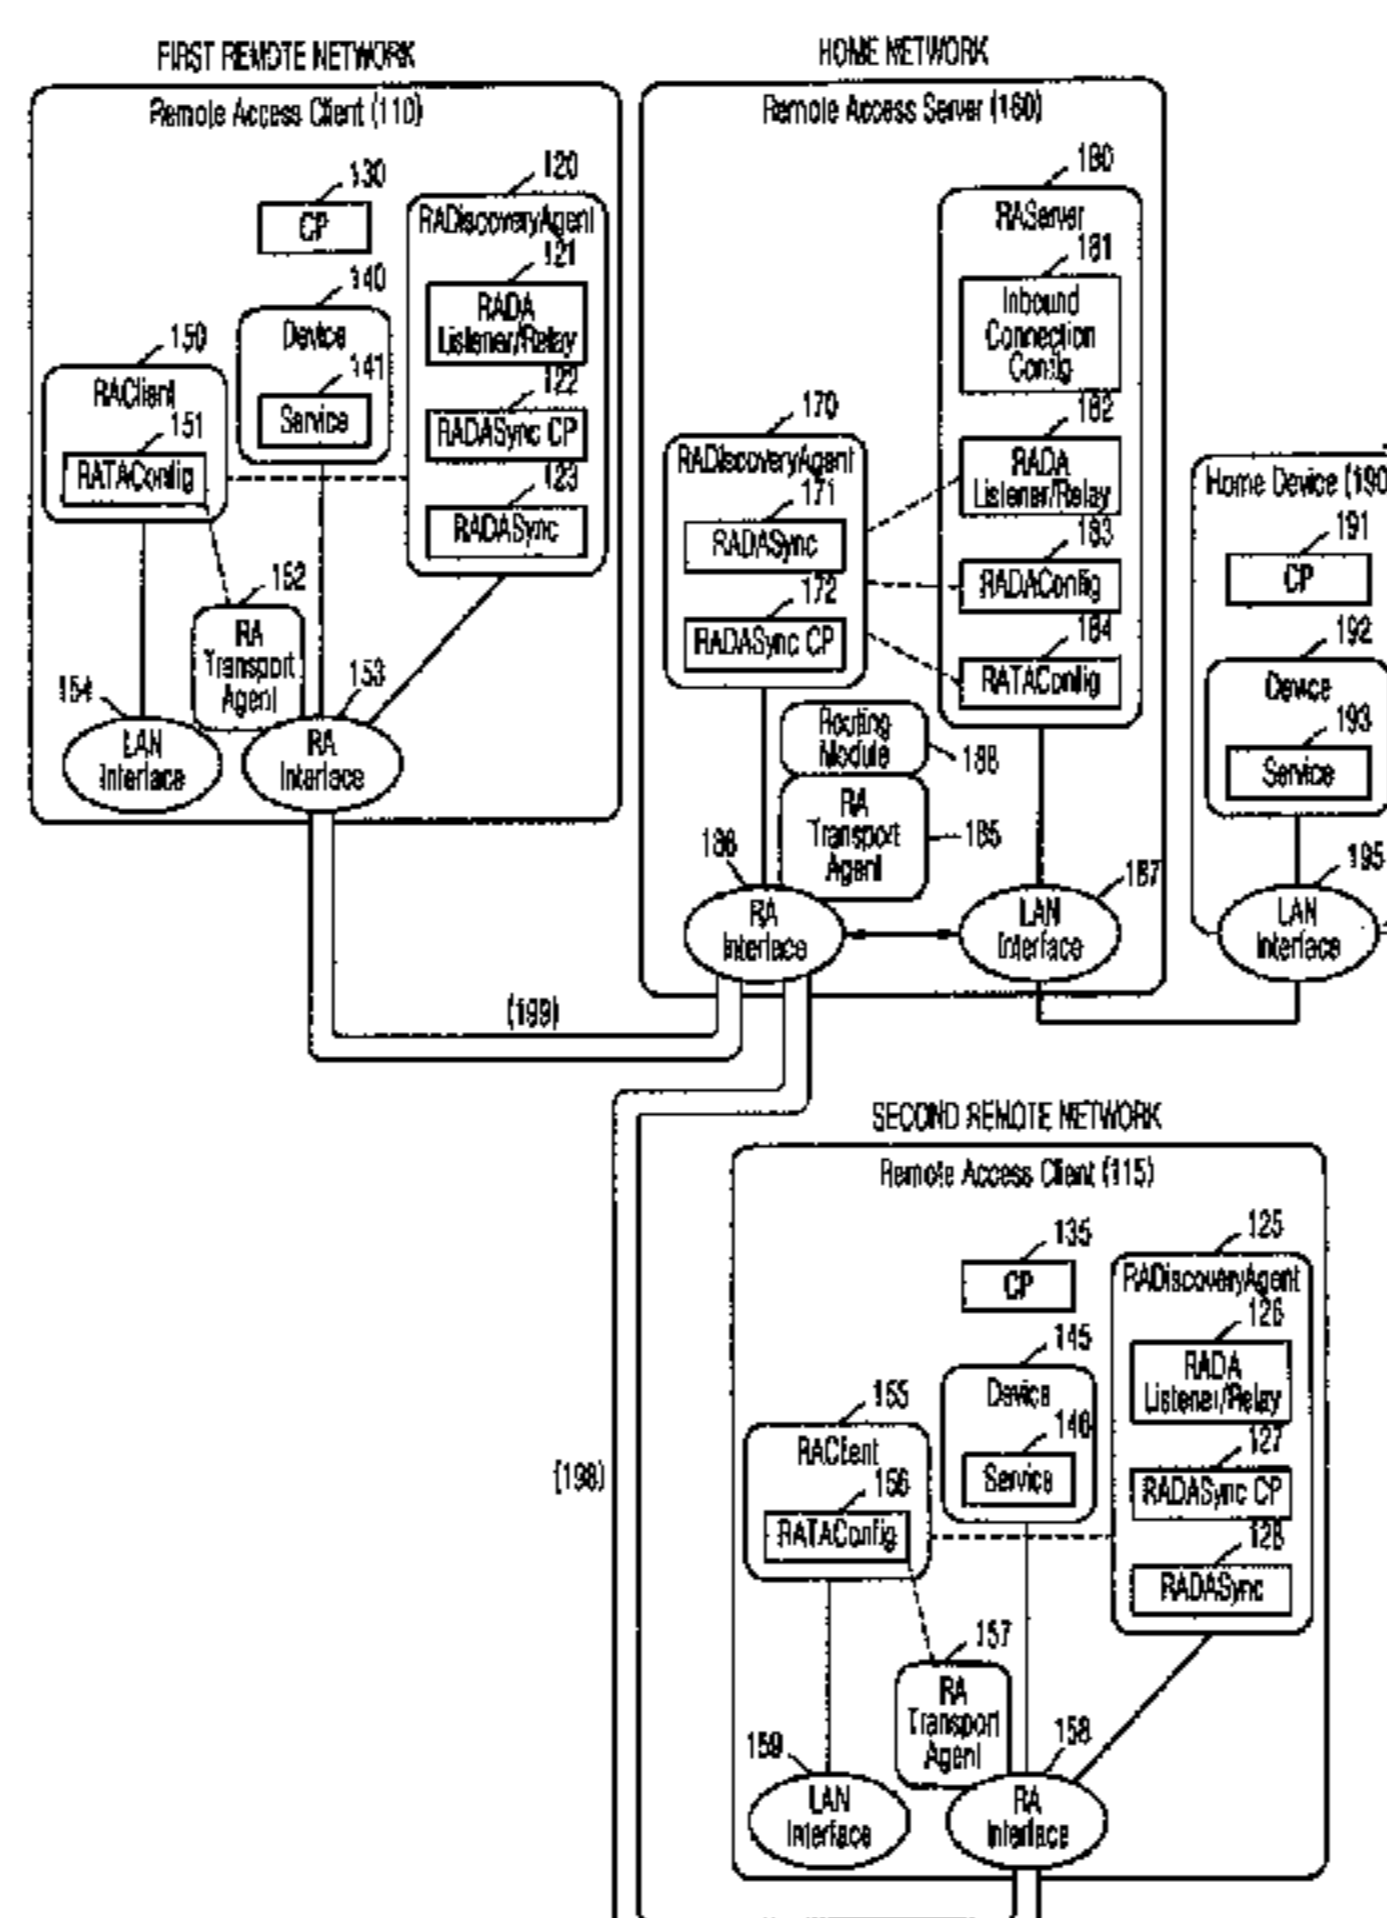 FIRST REMOTE NETWORK
Remote Access Client (110)
130
CP
120
RADiscoveryAgent
121
RADA
Listener/Relay
122
RADASync CP
123
RADASync
140
Device
141
Service
150
RAClient
151
RATAConfig
152
RA
Transport
Agent
153
RA
Interface
154
LAN
Interface
HOME NETWORK
Remote Access Server (160)
180
RAServer
181
Inbound
Connection
Config
182
RADA
Listener/Relay
183
RADAConfig
184
RATAConfig
170
RADiscoveryAgent
171
RADASync
172
RADASync CP
Routing
Module
188
RA
Transport
Agent
185
186
RA
Interface
187
LAN
Interface
Home Device (190
191
CP
192
Device
193
Service
195
LAN
Interface
(199)
(198)
SECOND REMOTE NETWORK
Remote Access Client (115)
135
CP
125
RADiscoveryAgent
126
RADA
Listener/Relay
127
RADASync CP
128
RADASync
145
Device
146
Service
155
RAClient
156
RATAConfig
157
RA
Transport
Agent
158
RA
Interface
159
LAN
Interface